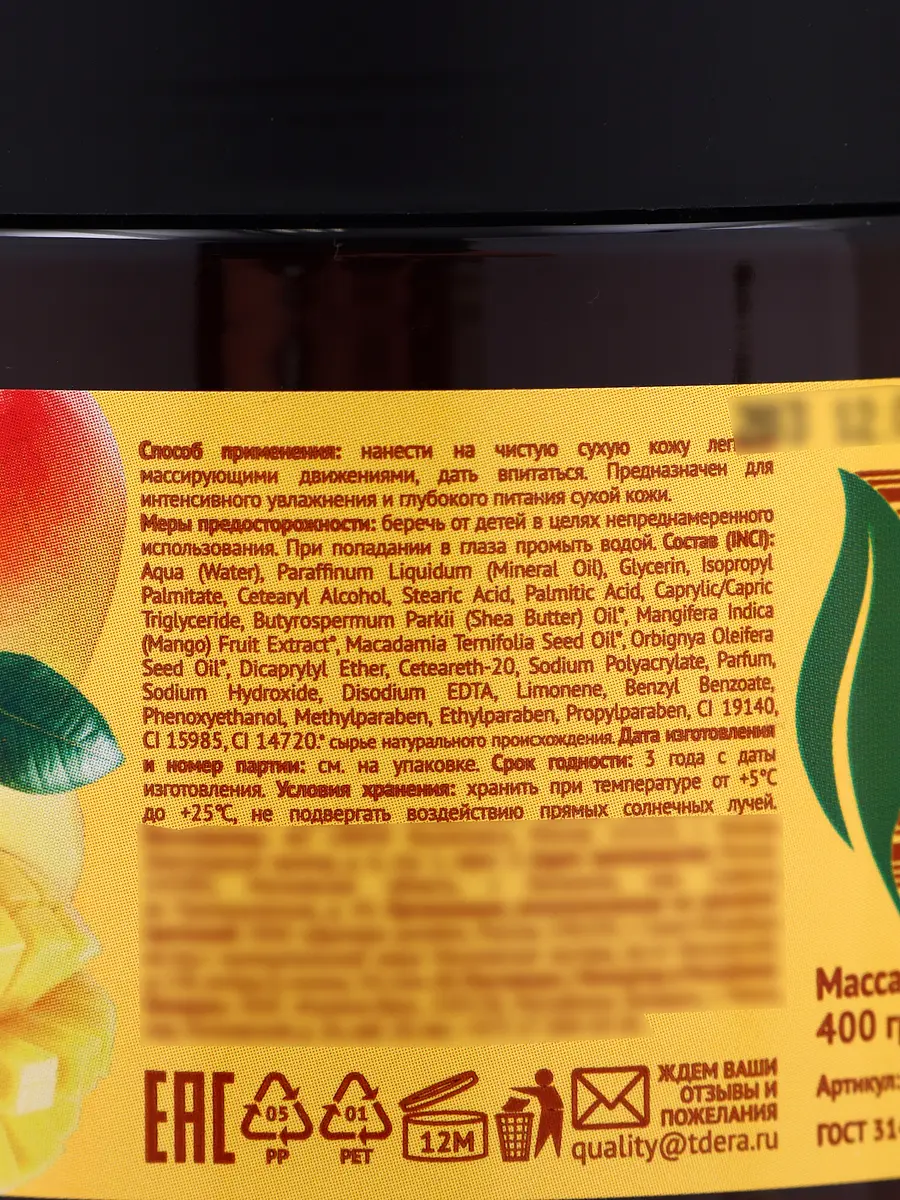 Способ применения: нанести на чистую сухую кожу
массирующими движениями, дать впитаться. Предназначен для
интенсивного увлажнения и глубокого питания сухой кожи.
Меры предосторожности: беречь от детей в целях непреднамеренного
использования. При попадании в глаза промыть водой. Состав (INCI):
Aqua (Water), Paraffinum Liquidum (Mineral Oil), Glycerin, Isopropyl
Palmitate, Cetearyl Alcohol, Stearic Acid, Palmitic Acid, Caprylic/Capric
Triglyceride, Butyrospermum Parkii (Shea Butter) Oil*, Mangifera Indica
(Mango) Fruit Extract*, Macadamia Ternifolia Seed Oil*, Orbignya Oleifera
Seed Oil*, Dicaprylyl Ether, Ceteareth-20, Sodium Polyacrylate, Parfum,
Sodium Hydroxide, Disodium EDTA, Limonene, Benzyl Benzoate,
Phenoxyethanol, Methylparaben, Ethylparaben, Propylparaben, CI 19140,
CI 15985, CI 14720.* сырье натурального происхождения. Дата изготовления
и номер партии: см. на упаковке. Срок годности: 3 года с даты
изготовления. Условия хранения: хранить при температуре от +5°С
до +25°С, не подвергать воздействию прямых солнечных лучей.
Масса
400
Артикул:
ГОСТ
EAC
05
PP
01
PET
12М
ЖДЕМ ВАШИ
ОТЗЫВЫ И
ПОЖЕЛАНИЯ
quality@tdera.ru